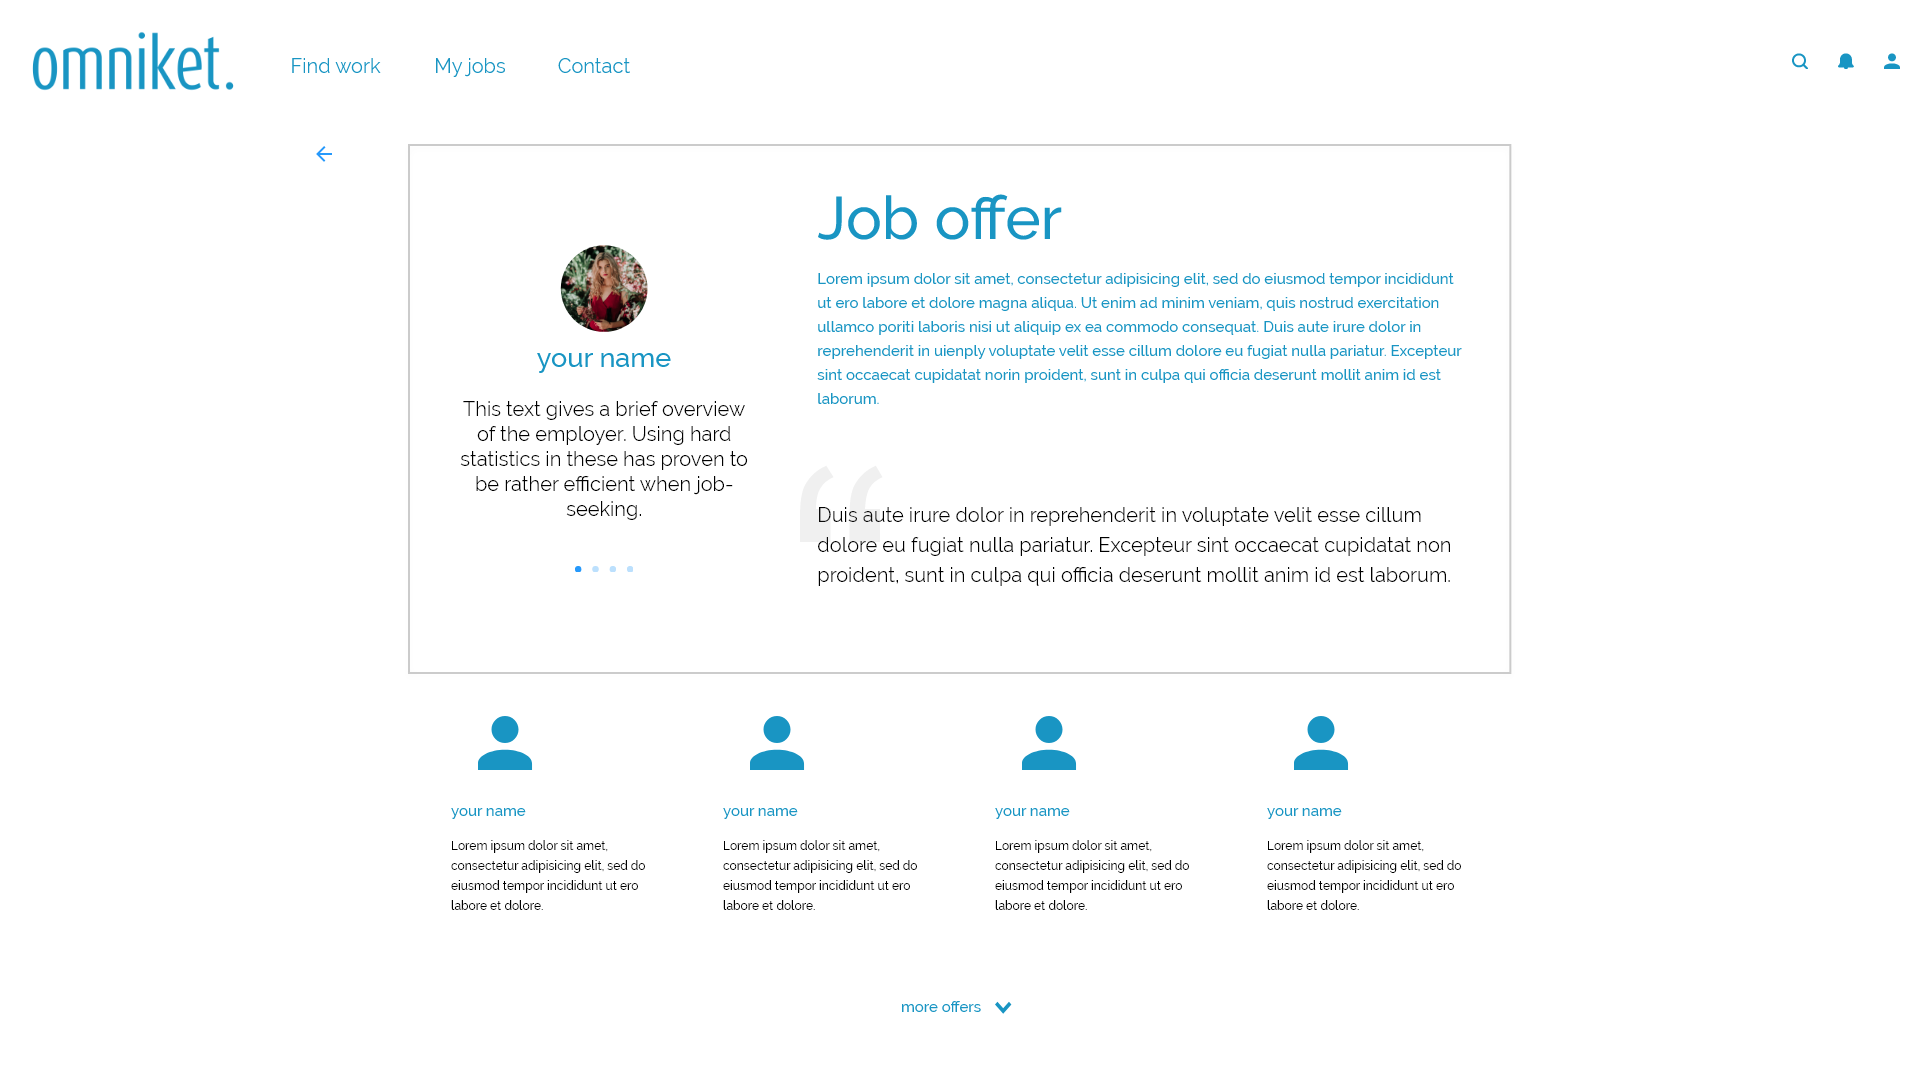 omniket.
Find work
My jobs
Contact
Job offer
Lorem ipsum dolor sit amet, consectetur adipisicing elit, sed do eiusmod tempor incididunt
ut ero labore et dolore magna aliqua. Ut enim ad minim veniam, quis nostrud exercitation
ullamco poriti laboris nisi ut aliquip ex ea commodo consequat. Duis aute irure dolor in
reprehenderit in uienply voluptate velit esse cillum dolore eu fugiat nulla pariatur. Excepteur
sint occaecat cupidatat norin proident, sunt in culpa qui officia deserunt mollit anim id est
laborum.
your name
This text gives a brief overview
of the employer. Using hard
statistics in these has proven to
be rather efficient when job-
seeking.
“
Duis aute irure dolor in reprehenderit in voluptate velit esse cillum
dolore eu fugiat nulla pariatur. Excepteur sint occaecat cupidatat non
proident, sunt in culpa qui officia deserunt mollit anim id est laborum.
your name
Lorem ipsum dolor sit amet,
consectetur adipisicing elit, sed do
eiusmod tempor incididunt ut ero
labore et dolore.
your name
Lorem ipsum dolor sit amet,
consectetur adipisicing elit, sed do
eiusmod tempor incididunt ut ero
labore et dolore.
your name
Lorem ipsum dolor sit amet,
consectetur adipisicing elit, sed do
eiusmod tempor incididunt ut ero
labore et dolore.
your name
Lorem ipsum dolor sit amet,
consectetur adipisicing elit, sed do
eiusmod tempor incididunt ut ero
labore et dolore.
more offers